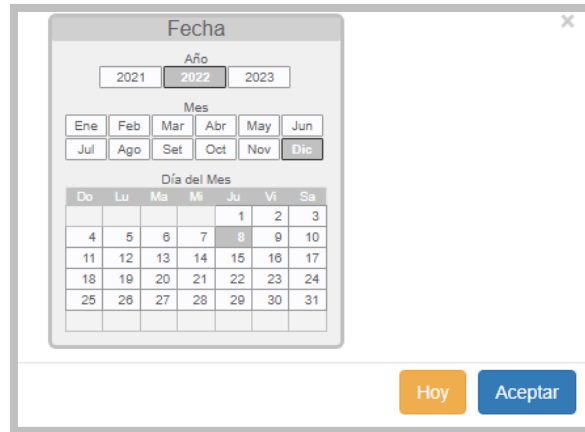 Fecha
×
Año
2021 2022 2023
Mes
Ene Feb Mar Abr May Jun
Jul Ago Set Oct Nov Dic
Día del Mes
Do Lu Ma Mi Ju Vi Sa
1 2 3
4 5 6 7 8 9 10
11 12 13 14 15 16 17
18 19 20 21 22 23 24
25 26 27 28 29 30 31
Hoy Aceptar